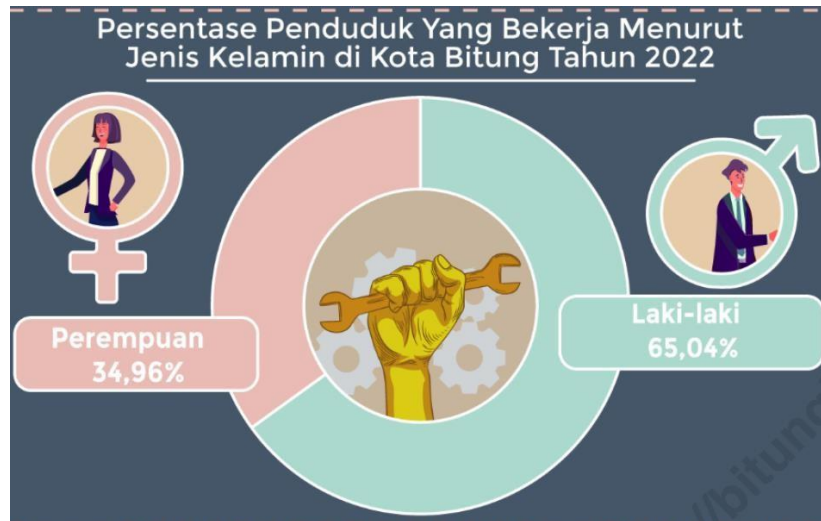 Persentase Penduduk Yang Bekerja Menurut
Jenis Kelamin di Kota Bitung Tahun 2022
Perempuan
34,96%
Laki-laki
65,04%